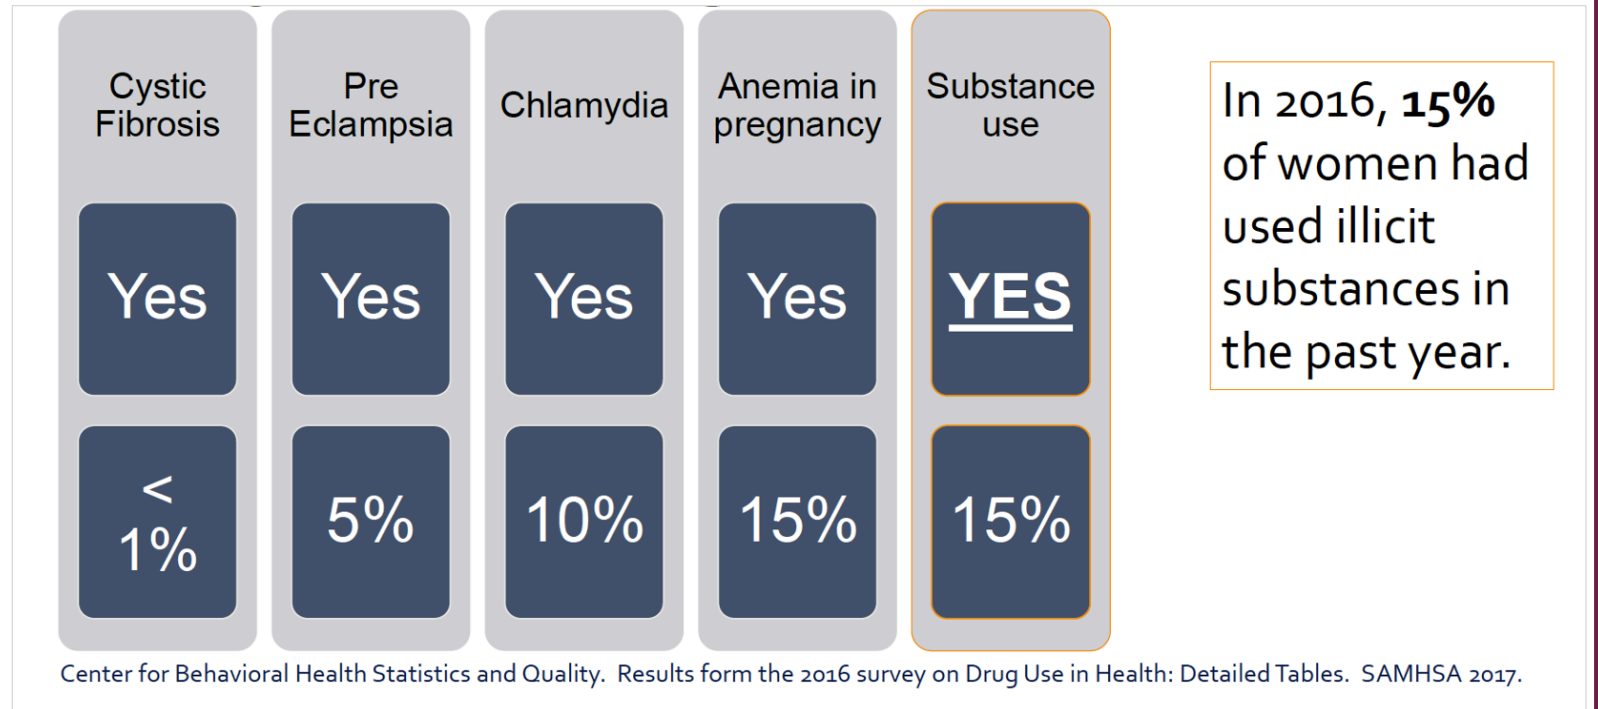 Cystic
Fibrosis
Pre
Eclampsia
Chlamydia
Anemia in
pregnancy
Substance
use
Yes
Yes
Yes
Yes
YES
<
1%
5%
10%
15%
15%
In 2016, 15%
of women had
used illicit
substances in
the past year.
Center for Behavioral Health Statistics and Quality.  Results form the 2016 survey on Drug Use in Health: Detailed Tables.  SAMHSA 2017.